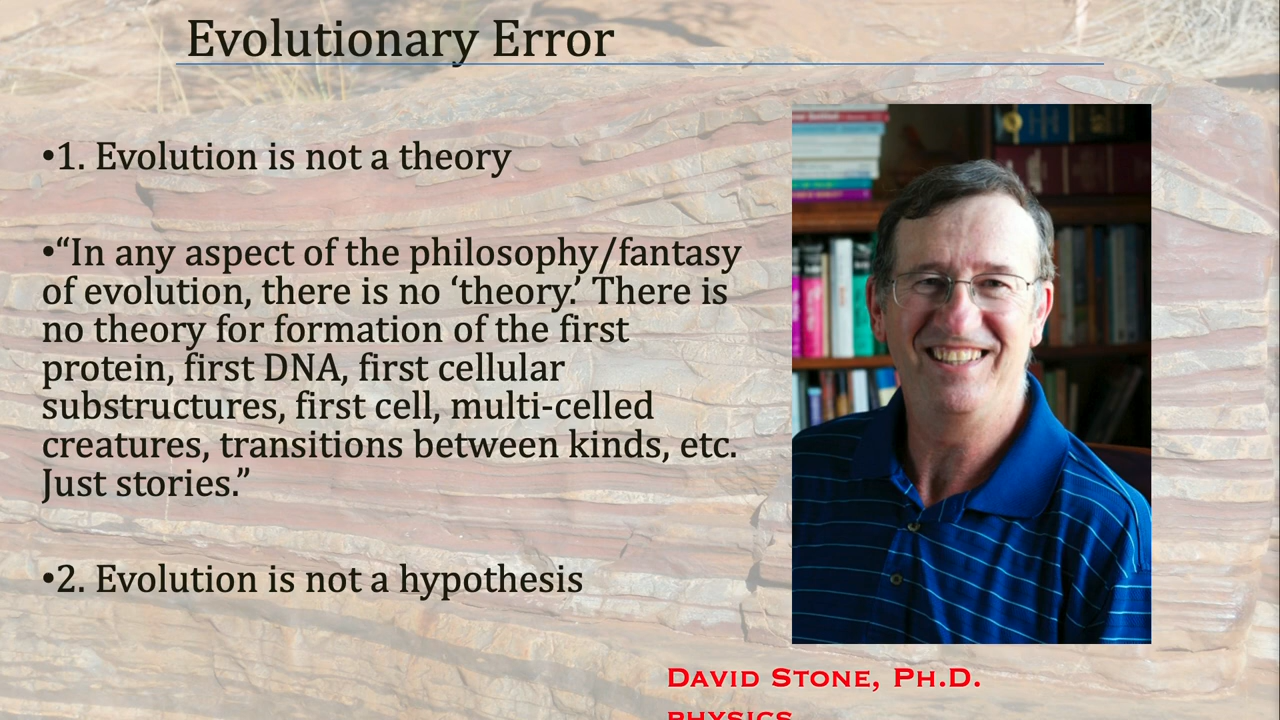 Evolutionary Error
•1. Evolution is not a theory
•“In any aspect of the philosophy/fantasy
of evolution, there is no ‘theory.’ There is
no theory for formation of the first
protein, first DNA, first cellular
substructures, first cell, multi-celled
creatures, transitions between kinds, etc.
Just stories.”
•2. Evolution is not a hypothesis
David Stone, Ph.D.
physics